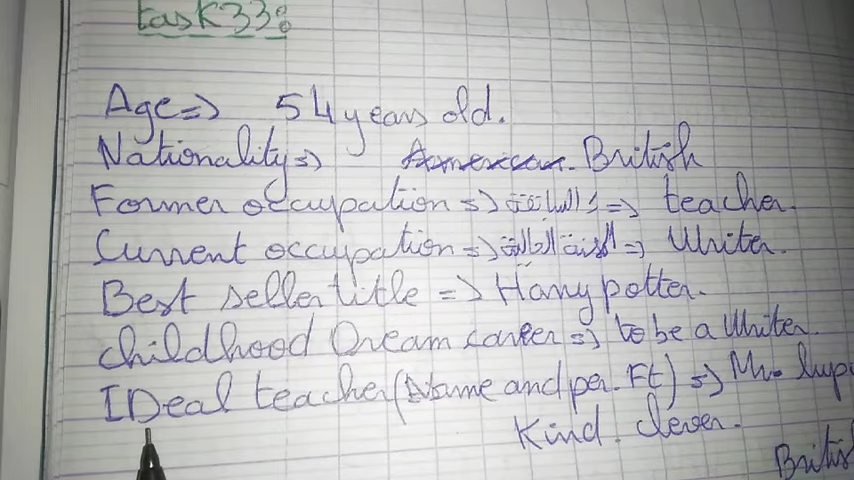 task 33:
Age => 54 years old.
Nationality => American. British
Former occupation => السابقة => teacher.
Current occupation => المهنة الحالية => Writer.
Best seller title => Harry potter.
childhood Dream career => to be a Writer.
IDeal teacher (Name and per. Ft) => Mr. Lup
Kind. clever.
Britis